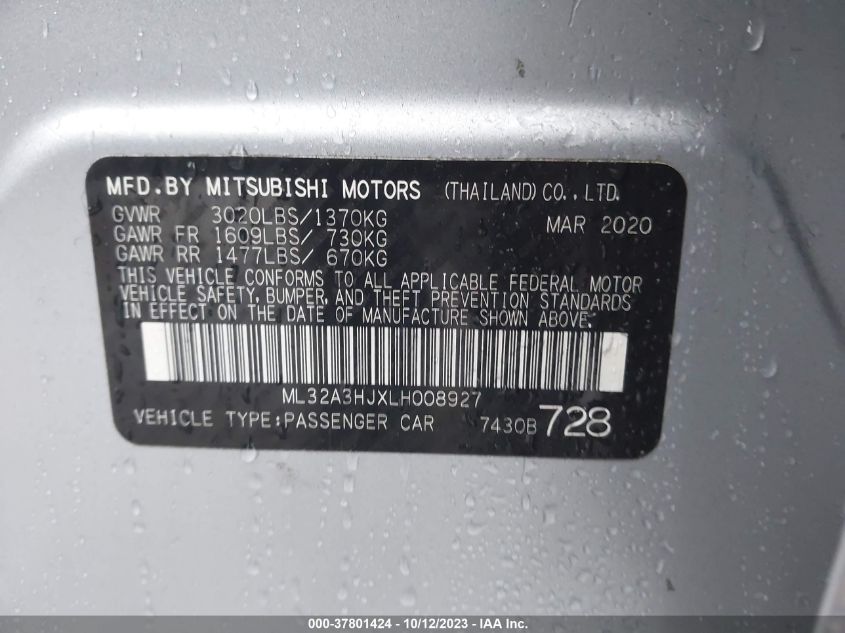 MFD.BY MITSUBISHI MOTORS (THAILAND) CO., LTD.
GVWR 3020LBS/1370KG MAR 2020
GAWR FR 1609LBS/ 730KG
GAWR RR 1477LBS/ 670KG
THIS VEHICLE CONFORMS TO ALL APPLICABLE FEDERAL MOTOR
VEHICLE SAFETY, BUMPER, AND THEFT PREVENTION STANDARDS
IN EFFECT ON THE DATE OF MANUFACTURE SHOWN ABOVE.
ML32A3HJXLH008927
VEHICLE TYPE:PASSENGER CAR 7430B 728
000-37801424 - 10/12/2023 - IAA Inc.